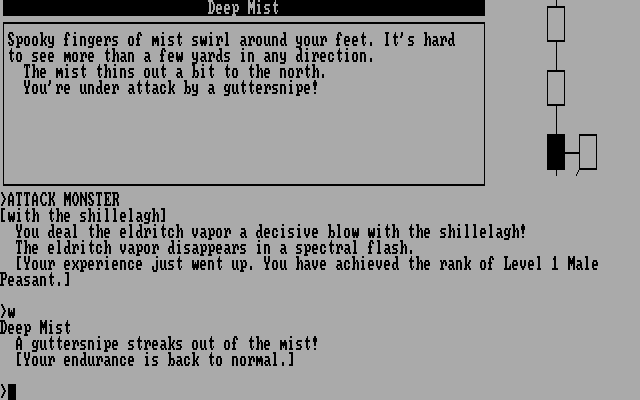 Deep Mist
Spooky fingers of mist swirl around your feet. It's hard
to see more than a few yards in any direction.
The mist thins out a bit to the north.
You're under attack by a guttersnipe!
>ATTACK MONSTER
[with the shillelagh]
You deal the eldritch vapor a decisive blow with the shillelagh!
The eldritch vapor disappears in a spectral flash.
[Your experience just went up. You have achieved the rank of Level 1 Male
Peasant.]
>w
Deep Mist
A guttersnipe streaks out of the mist!
[Your endurance is back to normal.]
>